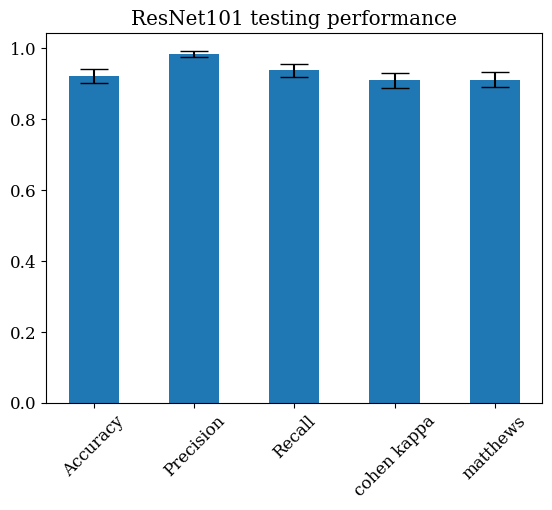 ResNet101 testing performance
1.0
0.8
0.6
0.4
0.2
0.0
Accuracy
Precision
Recall
cohen kappa
matthews